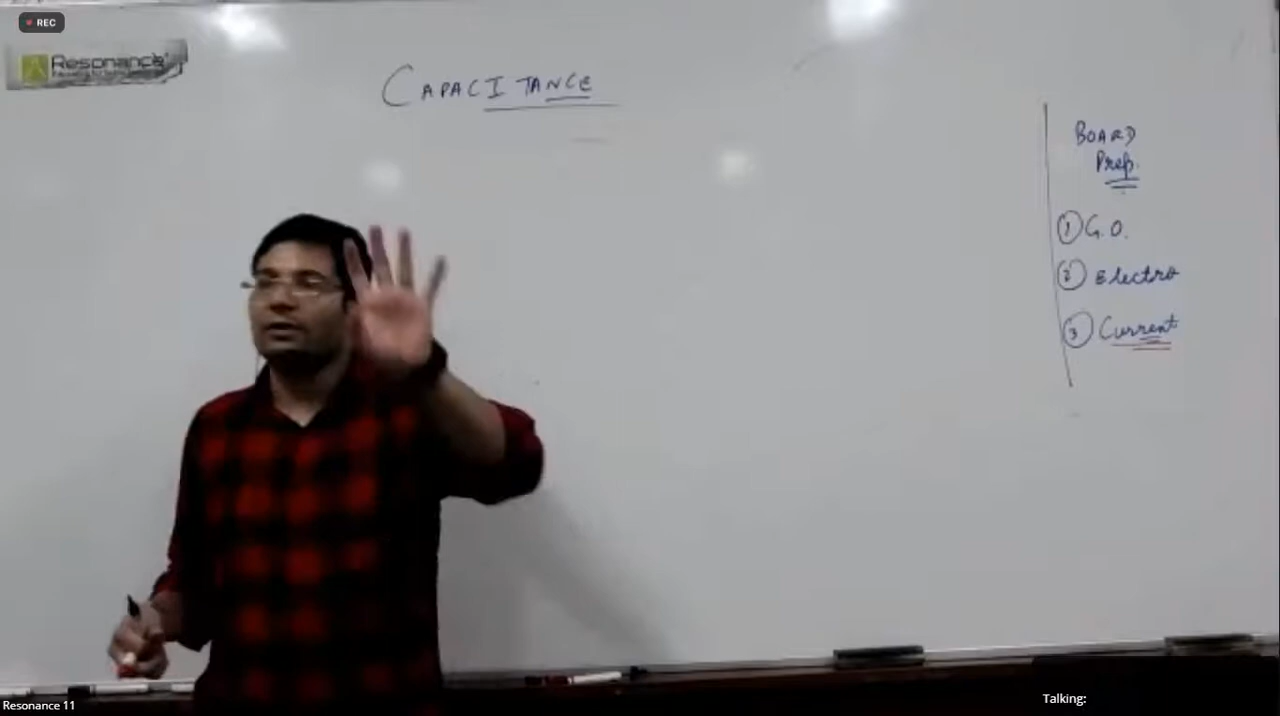 REC
Resonance
CAPACITANCE
BOARD
Prep.
① G.O.
② Electro
③ Current
Resonance 11
Talking: